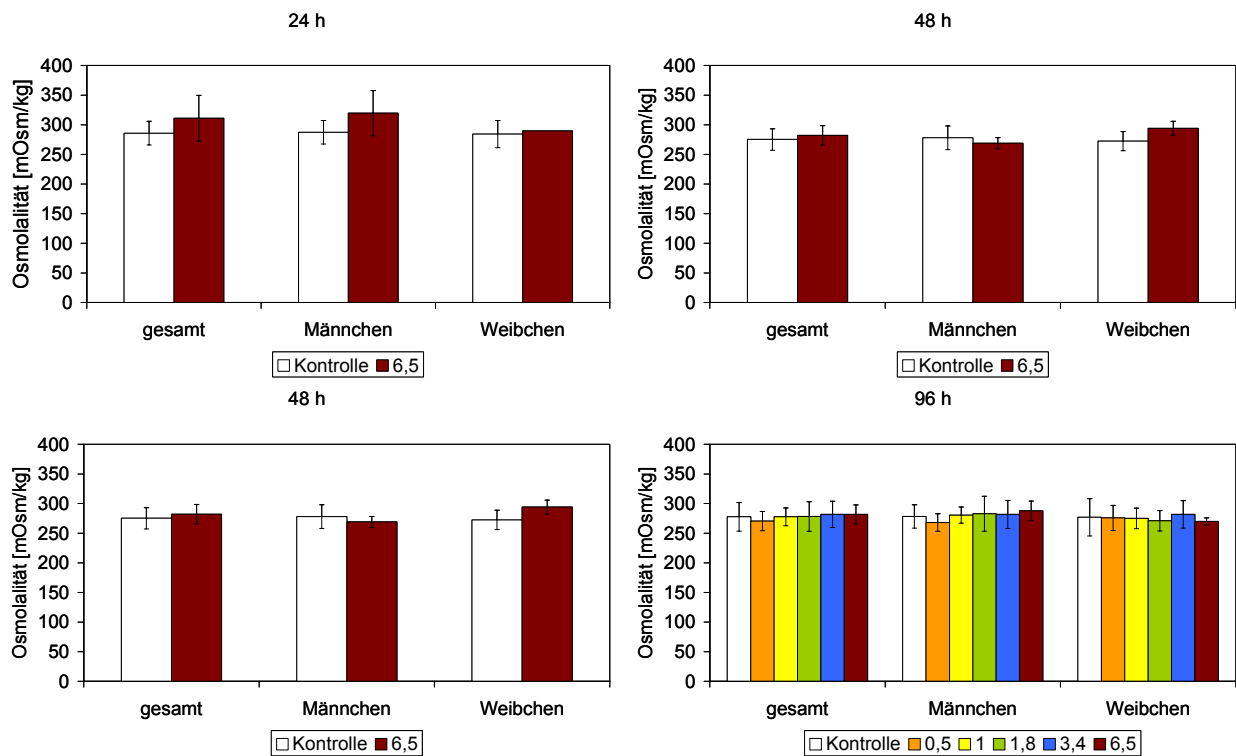 24 h
Osmolalität [mOsm/kg]
400
350
300
250
200
150
100
50
0
gesamt Männchen Weibchen
Kontrolle 6,5
48 h
Osmolalität [mOsm/kg]
400
350
300
250
200
150
100
50
0
gesamt Männchen Weibchen
Kontrolle 6,5
48 h
Osmolalität [mOsm/kg]
400
350
300
250
200
150
100
50
0
gesamt Männchen Weibchen
Kontrolle 6,5
96 h
Osmolalität [mOsm/kg]
400
350
300
250
200
150
100
50
0
gesamt Männchen Weibchen
Kontrolle 0,5 1 1,8 3,4 6,5